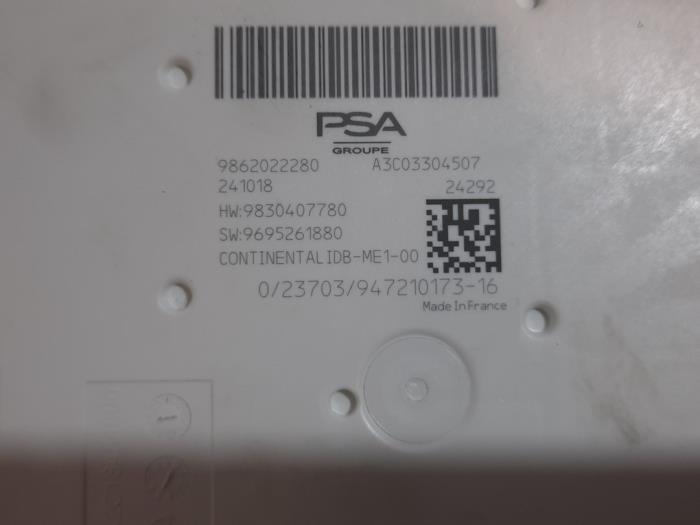 PSA
GROUPE
9862022280 A3C03304507
241018 24292
HW:9830407780
SW:9695261880
CONTINENTAL IDB-ME1-00
0/23703/947210173-16
Made In France